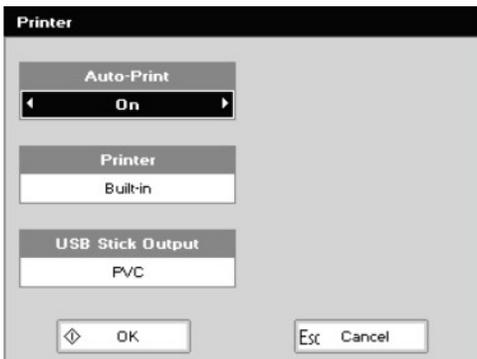 Printer
Auto-Print
On
Printer
Built-in
USB Stick Output
PVC
OK
Esc Cancel